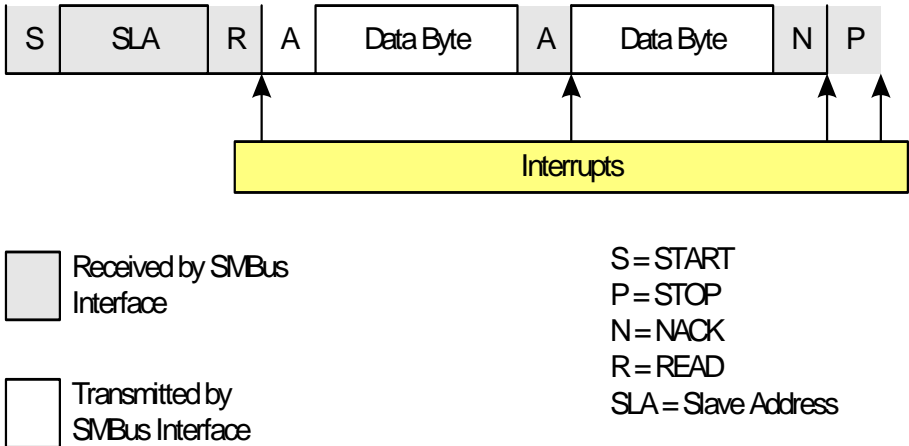 S SLA R A Data Byte A Data Byte N P
Interrupts
Received by SMBus
Interface
Transmitted by
SMBus Interface
S = START
P = STOP
N = NACK
R = READ
SLA = Slave Address